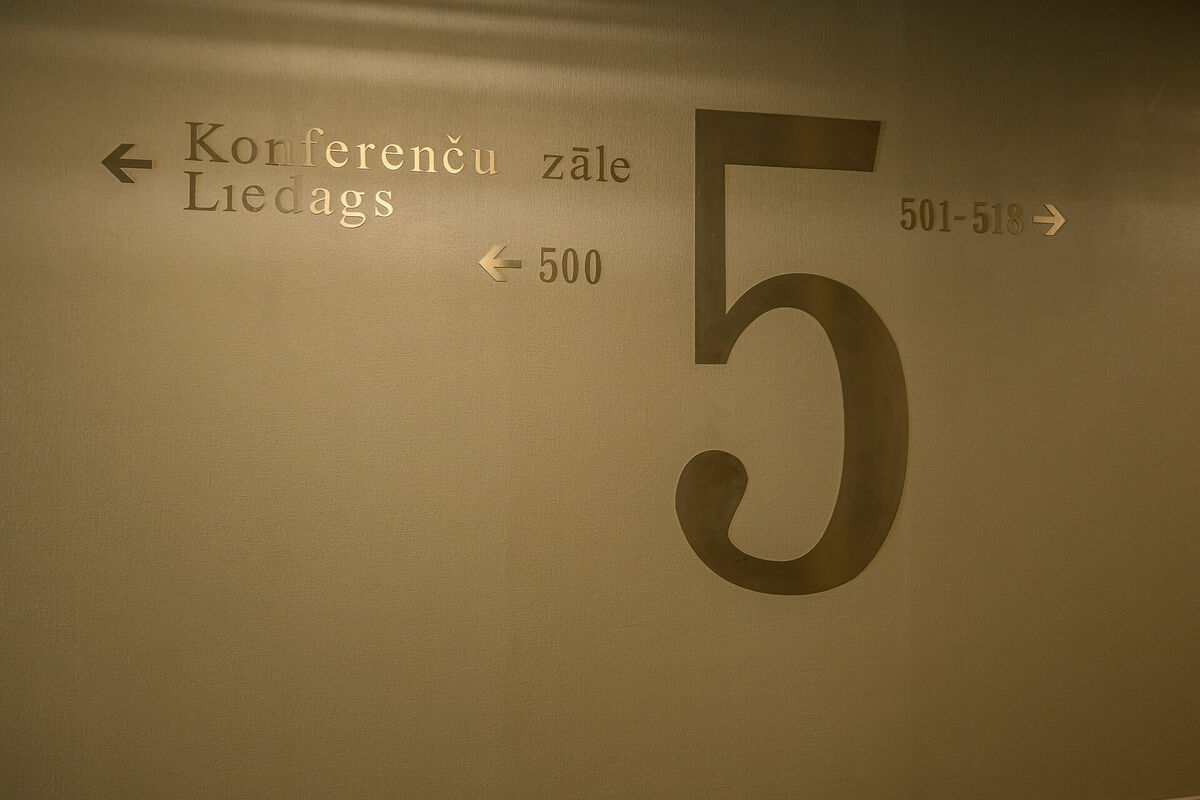 ← Konferenču zāle
Liedags
← 500
5
501-518 →